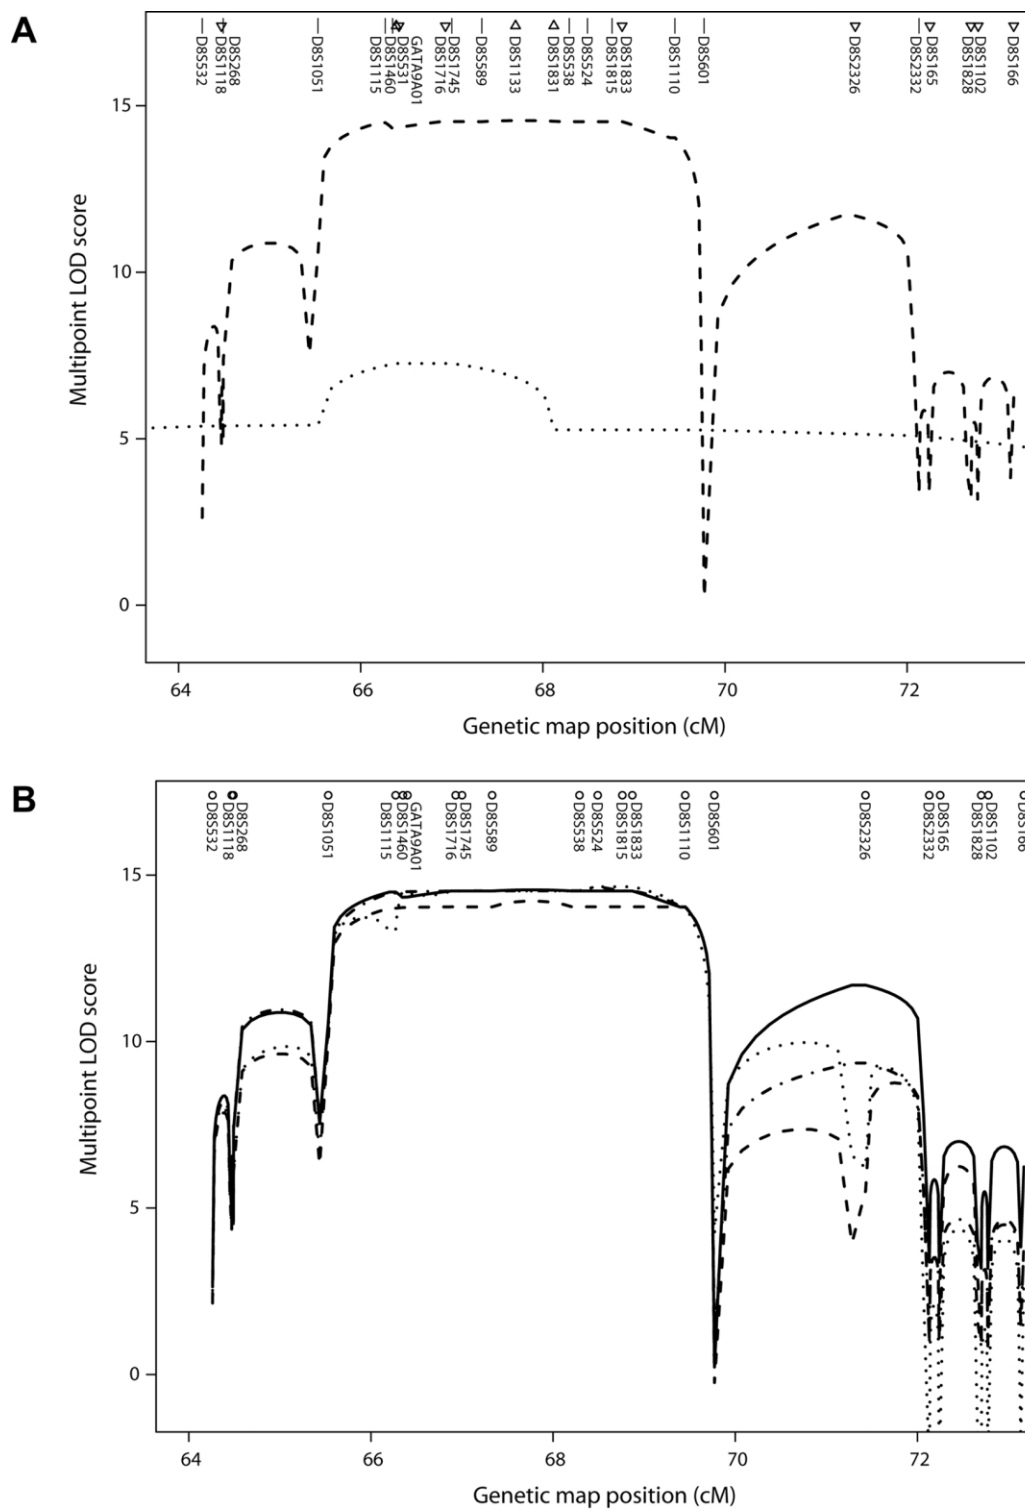 A
D8S532
D8S1118
D8S268
D8S1051
D8S1115
D8S1460
D8S531
GATA9A01
D8S1716
D8S1745
D8S589
D8S1133
D8S1831
D8S538
D8S524
D8S1815
D8S1833
D8S1110
D8S601
D8S2326
D8S2332
D8S165
D8S1828
D8S1102
D8S166
Multipoint LOD score
15
10
5
0
64
66
68
70
72
Genetic map position (cM)
B
D8S532
D8S1118
D8S268
D8S1051
D8S1115
D8S1460
GATA9A01
D8S1716
D8S1745
D8S589
D8S538
D8S524
D8S1815
D8S1833
D8S1110
D8S601
D8S2326
D8S2332
D8S165
D8S1828
D8S1102
D8S166
Multipoint LOD score
15
10
5
0
64
66
68
70
72
Genetic map position (cM)